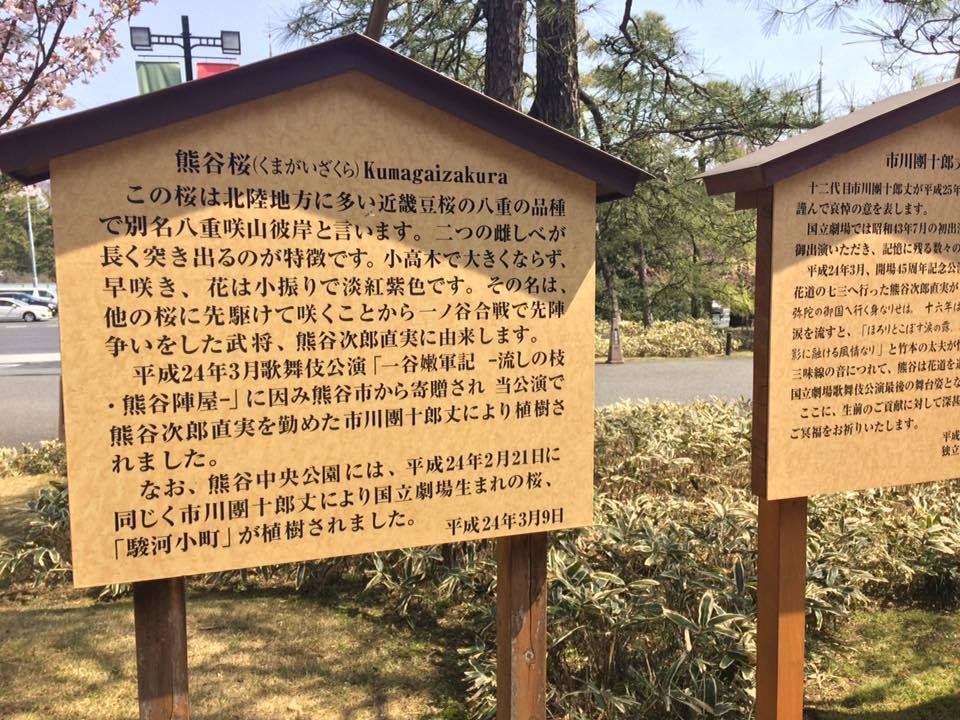 熊谷桜(くまがいざくら)Kumagaizakura
この桜は北陸地方に多い近畿豆桜の八重の品種
で別名八重咲山彼岸と言います。二つの雌しべが
長く突き出るのが特徴です。小高木で大きくならず、
早咲き、花は小振りで淡紅紫色です。その名は、
他の桜に先駆けて咲くことから一ノ谷合戦で先陣
争いをした武将、熊谷次郎直実に由来します。
平成24年3月歌舞伎公演「一谷嫩軍記 -流しの枝
・熊谷陣屋-」に因み熊谷市から寄贈され 当公演で
熊谷次郎直実を勤めた市川團十郎丈により植樹さ
れました。
なお、熊谷中央公園には、平成24年2月21日に
同じく市川團十郎丈により国立劇場生まれの桜、
「駿河小町」が植樹されました。 平成24年3月9日
市川團十郎丈
十二代目市川團十郎丈が平成25年
謹んで哀悼の意を表します。
国立劇場では昭和43年7月の初出演
御出演いただき、記憶に残る数々の
平成24年3月、開場45周年記念公演
花道の七三へ行った熊谷次郎直実が
弥陀の御国へ行く身なりせば。 十六年は
涙を流すと、「ほろりとこぼす涙の露、
影に融ける風情なり」と竹本の太夫が
三味線の音につれて、熊谷は花道を
国立劇場歌舞伎公演最後の舞台姿とな
ここに、生前のご貢献に対して深甚
ご冥福をお祈りいたします。
平成
独立